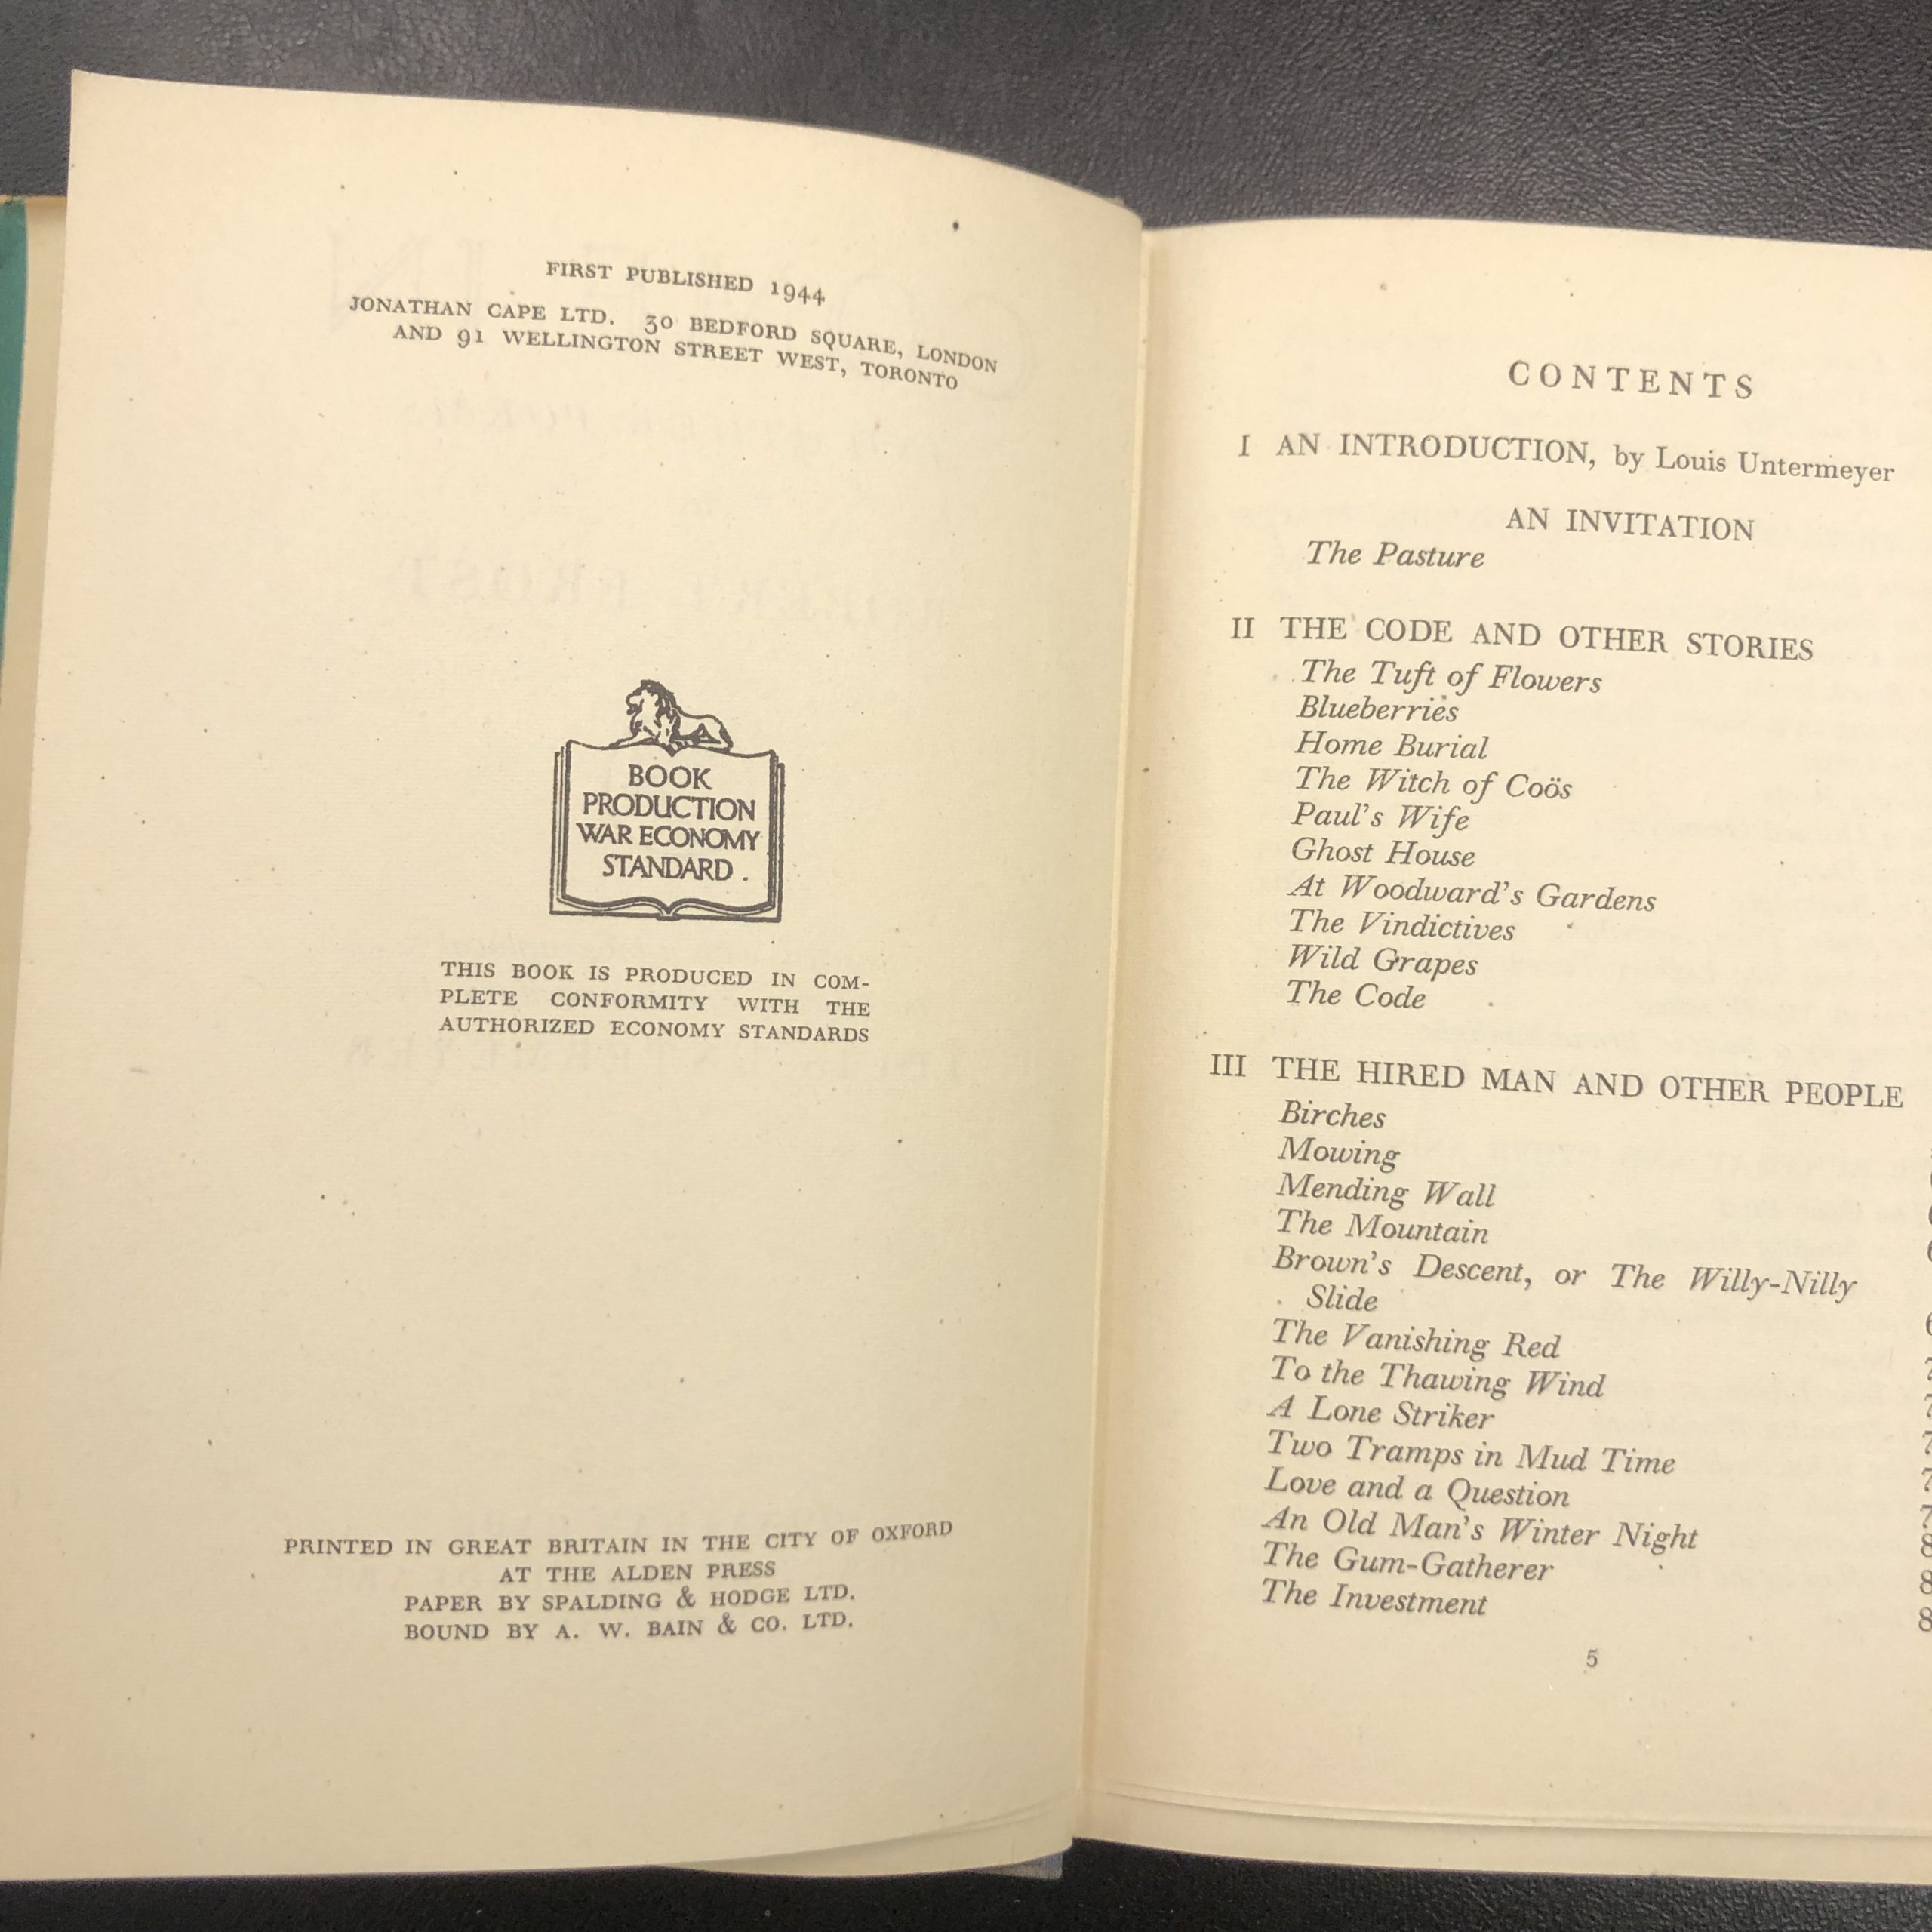 FIRST PUBLISHED 1944
JONATHAN CAPE LTD. 30 BEDFORD SQUARE, LONDON
AND 91 WELLINGTON STREET WEST, TORONTO
BOOK
PRODUCTION
WAR ECONOMY
STANDARD
THIS BOOK IS PRODUCED IN COM-
PLETE CONFORMITY WITH THE
AUTHORIZED ECONOMY STANDARDS
PRINTED IN GREAT BRITAIN IN THE CITY OF OXFORD
AT THE ALDEN PRESS
PAPER BY SPALDING & HODGE LTD.
BOUND BY A. W. BAIN & CO. LTD.
CONTENTS
I AN INTRODUCTION, by Louis Untermeyer
AN INVITATION
The Pasture
II THE CODE AND OTHER STORIES
The Tuft of Flowers
Blueberries
Home Burial
The Witch of Coös
Paul's Wife
Ghost House
At Woodward's Gardens
The Vindictives
Wild Grapes
The Code
III THE HIRED MAN AND OTHER PEOPLE
Birches
Mowing
Mending Wall
The Mountain
Brown's Descent, or The Willy-Nilly
Slide
The Vanishing Red
To the Thawing Wind
A Lone Striker
Two Tramps in Mud Time
Love and a Question
An Old Man's Winter Night
The Gum-Gatherer
The Investment
5